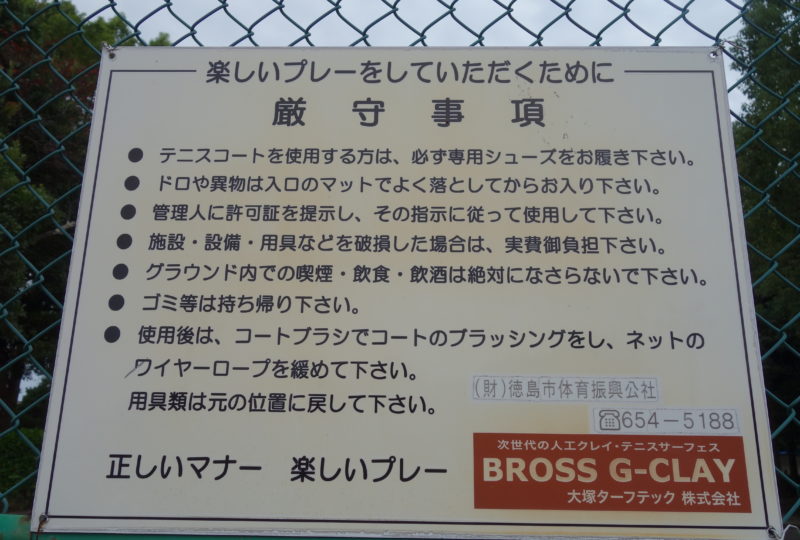 楽しいプレーをしていただくために
厳守事項
● テニスコートを使用する方は、必ず専用シューズをお履き下さい。
● ドロや異物は入口のマットでよく落としてからお入り下さい。
● 管理人に許可証を提示し、その指示に従って使用して下さい。
● 施設・設備・用具などを破損した場合は、実費御負担下さい。
● グラウンド内での喫煙・飲食・飲酒は絶対になさらないで下さい。
● ゴミ等は持ち帰り下さい。
● 使用後は、コートブラシでコートのブラッシングをし、ネットの
ワイヤーロープを緩めて下さい。
用具類は元の位置に戻して下さい。
(財)徳島市体育振興公社
☎654-5188
正しいマナー 楽しいプレー
次世代の人工クレイ・テニスサーフェス
BROSS G-CLAY
大塚ターフテック 株式会社